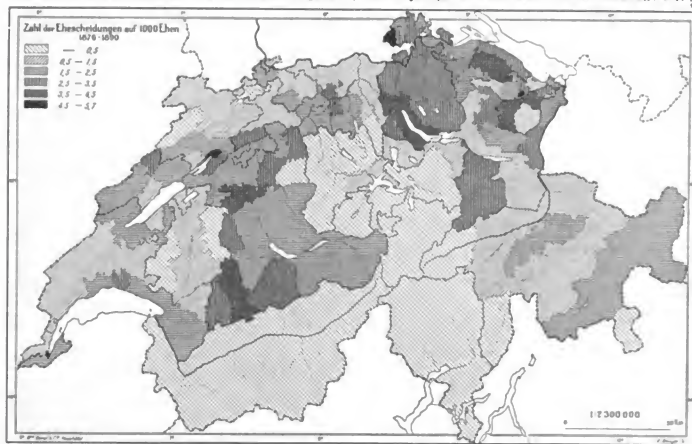 Zahl der Ehescheidungen auf 1000 Ehen
1876-1890
— 0,5
0,5 — 1,5
1,5 — 2,5
2,5 — 3,5
3,5 — 4,5
4,5 — 5,7
1:2 300 000